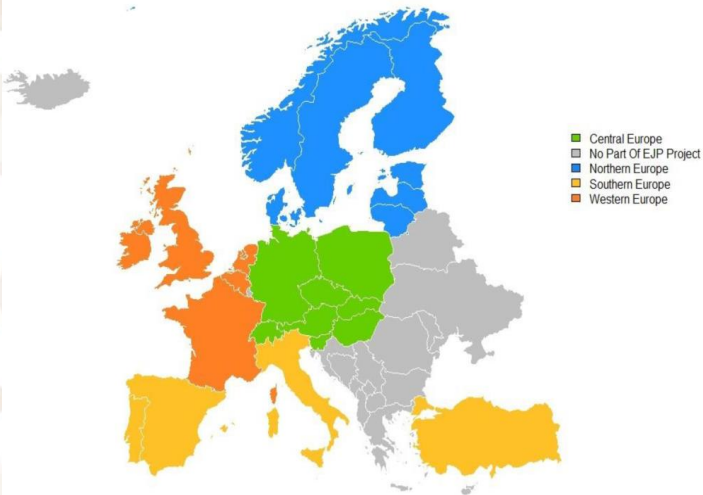 Central Europe
No Part Of EJP Project
Northern Europe
Southern Europe
Western Europe